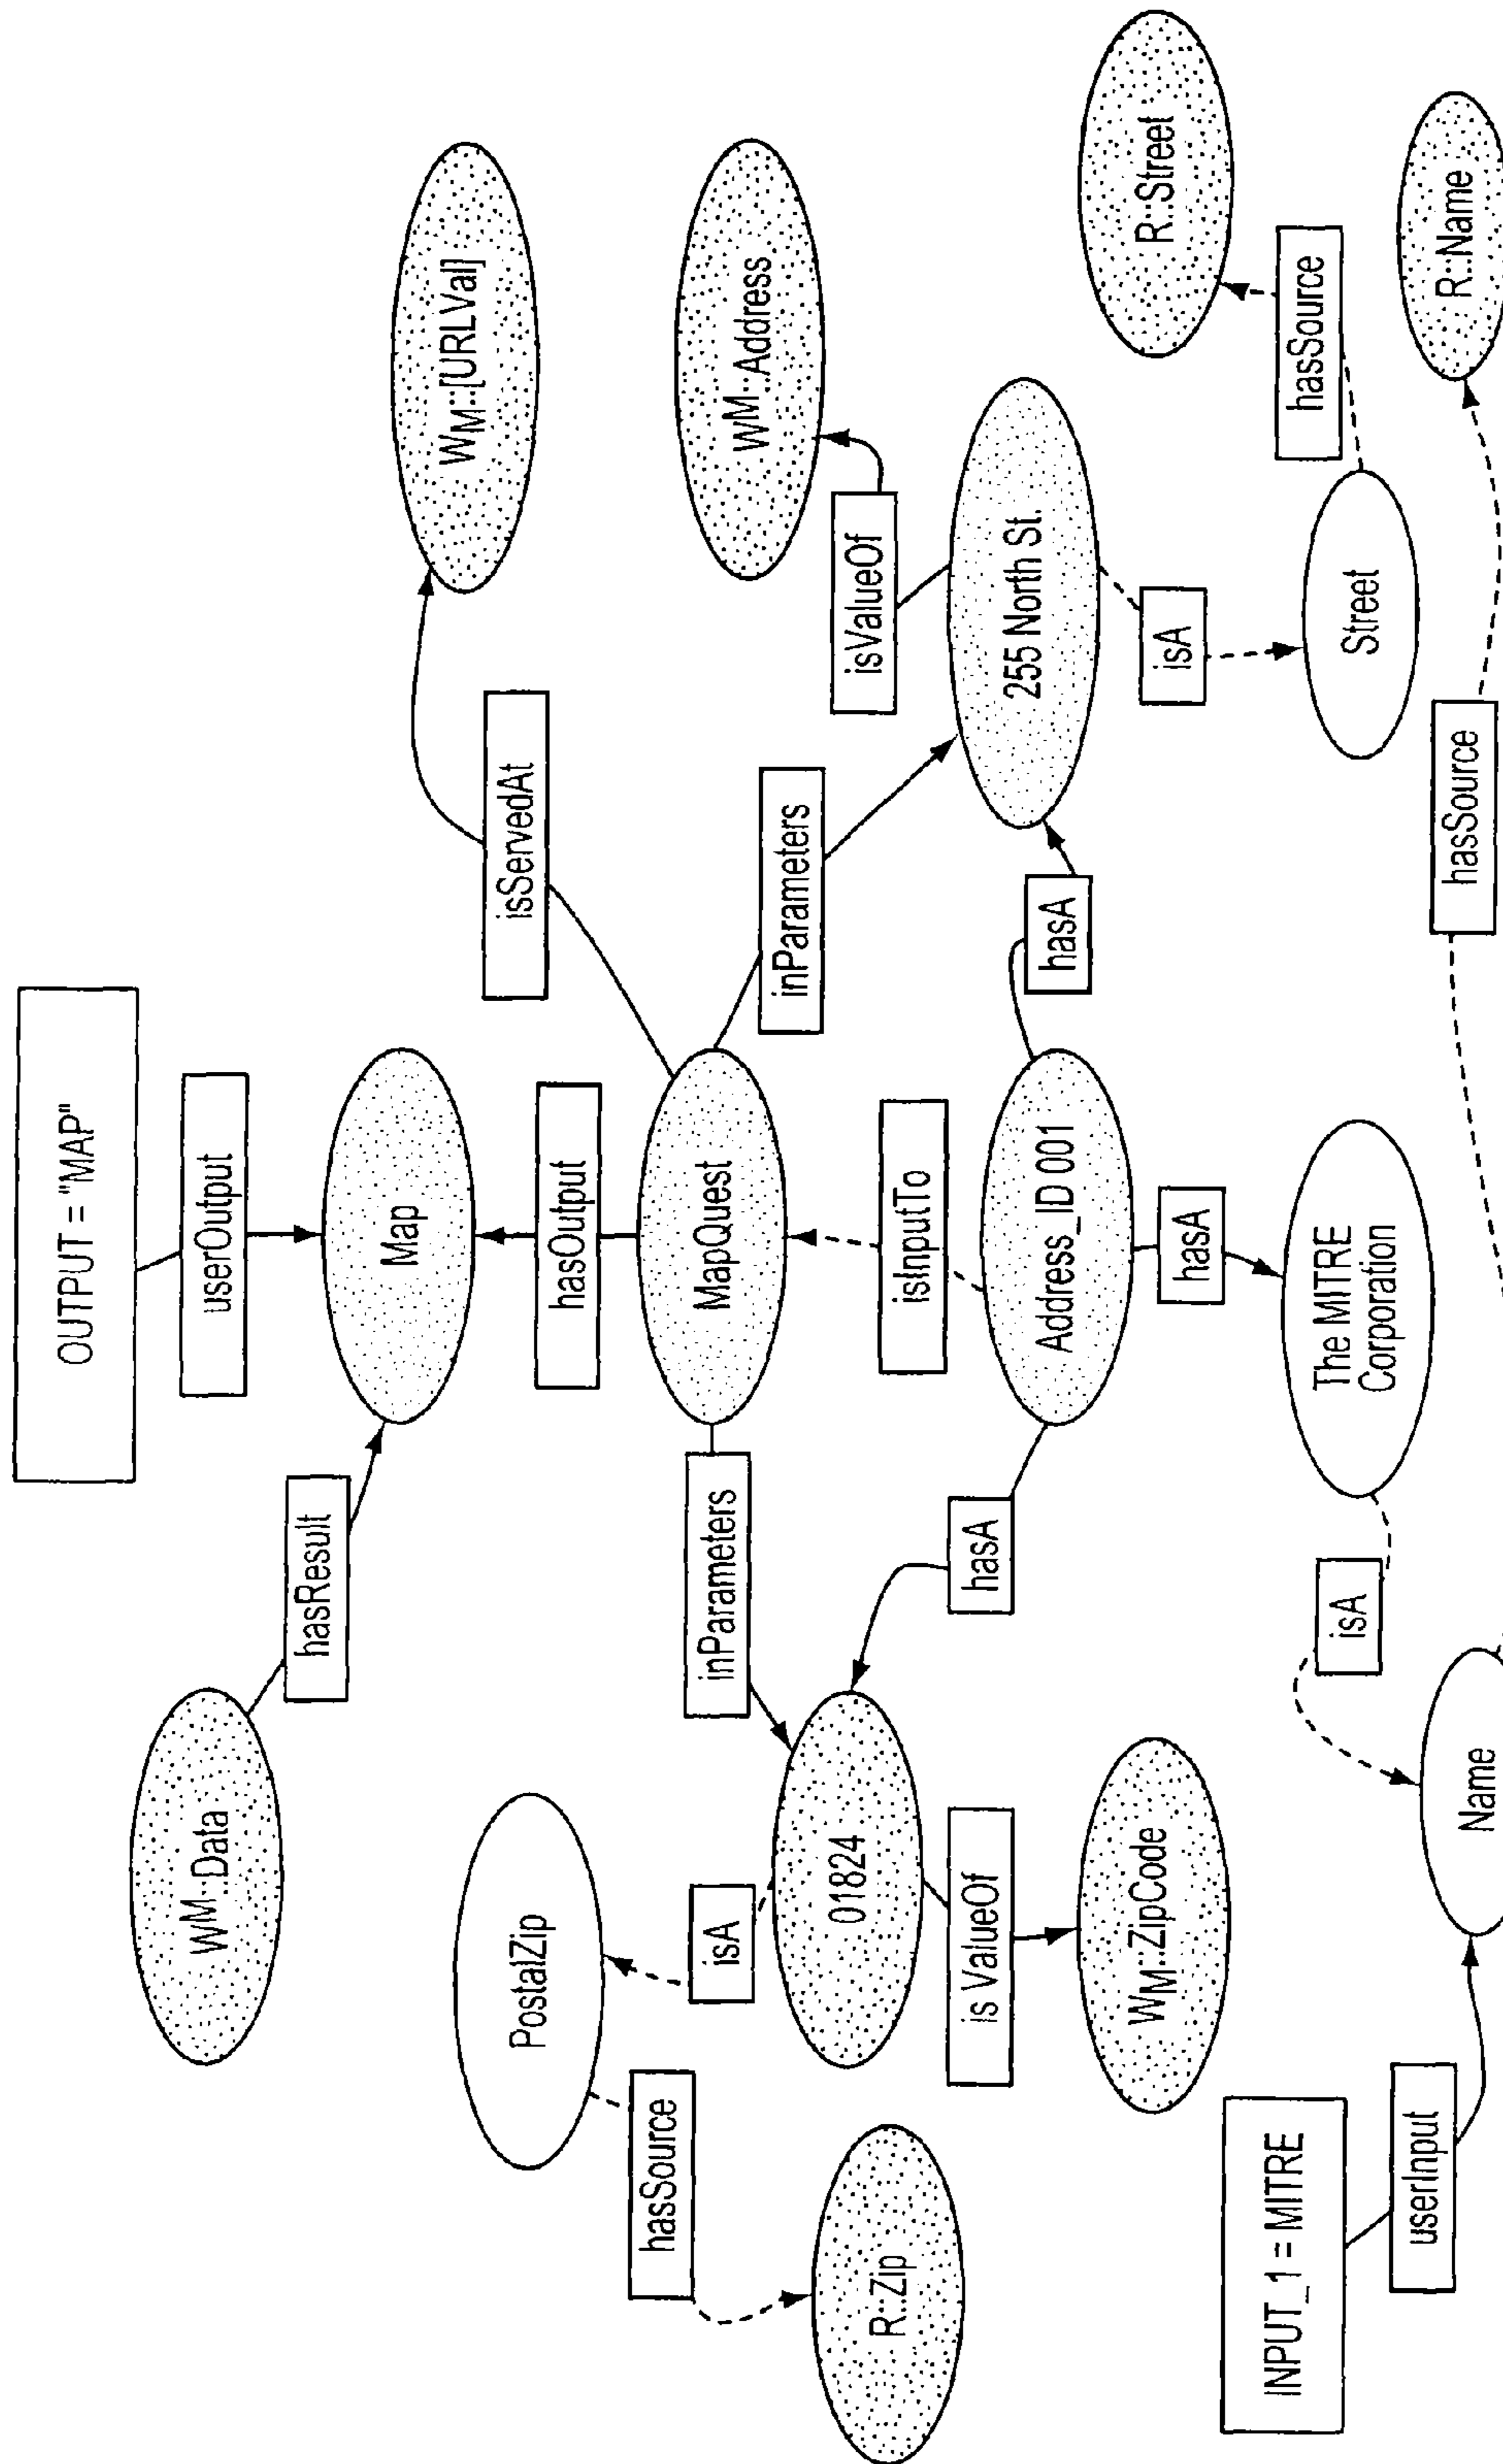 OUTPUT = "MAP"
WM::Data
userOutput
hasResult
Map
WM::[URLVal]
isServedAt
PostalZip
hasOutput
hasSource
isA
inParameters
MapQuest
WM::Address
inParameters
01824
isValueOf
R::Zip
isInputTo
is ValueOf
hasA
255 North St.
Address_ID 001
hasA
WM::ZipCode
R::Street
hasA
isA
INPUT_1 = MITRE
hasSource
isA
The MITRE
Corporation
Street
userInput
Name
hasSource
R::Name